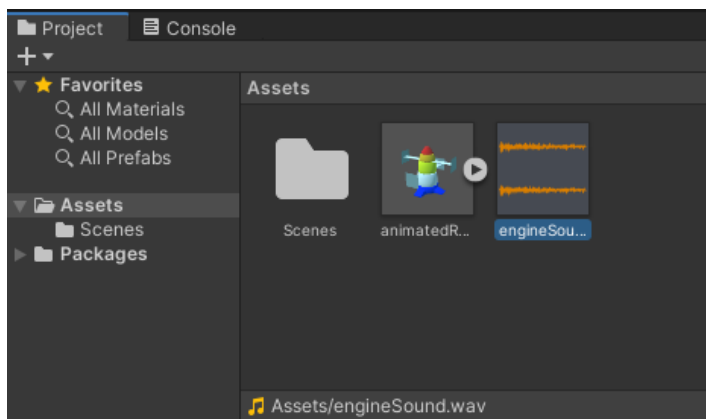 Project
Console
Favorites
All Materials
All Models
All Prefabs
Assets
Scenes
Packages
Assets
Scenes
animatedR...
engineSou...
Assets/engineSound.wav